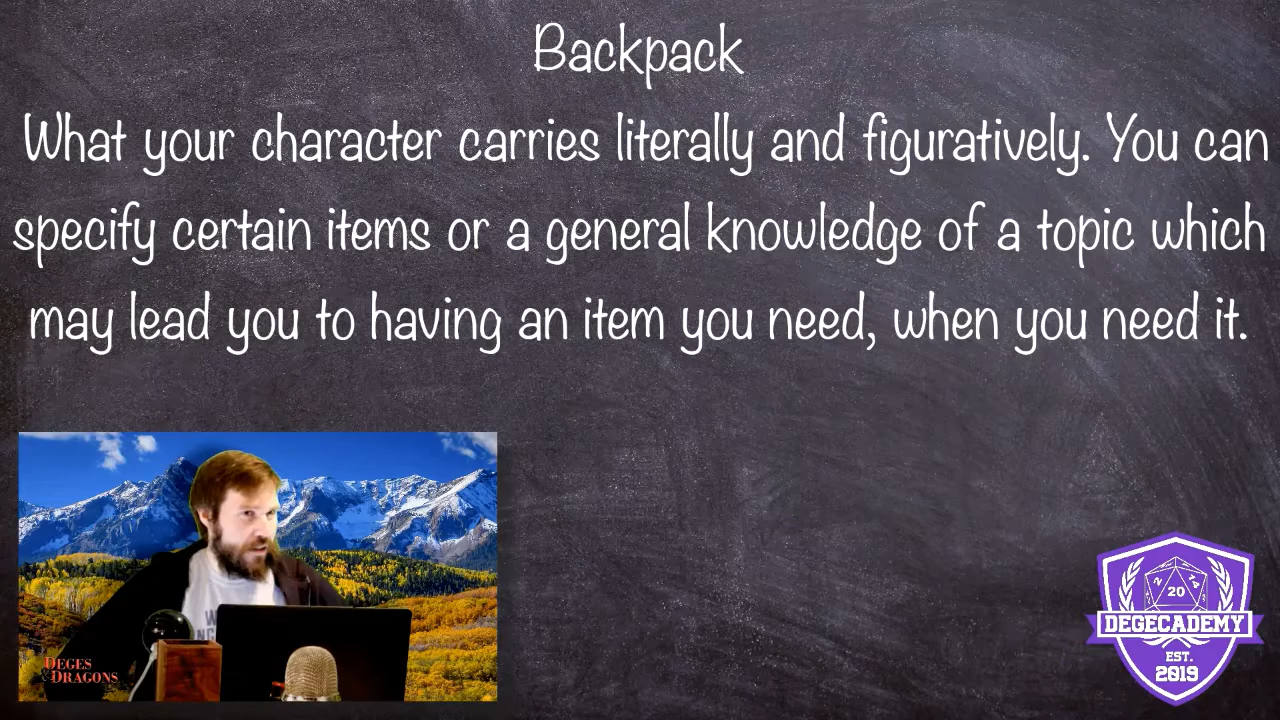 Backpack
What your character carries literally and figuratively. You can
specify certain items or a general knowledge of a topic which
may lead you to having an item you need, when you need it.
DEGES
& DRAGONS
20
DEGECADEMY
EST.
2019